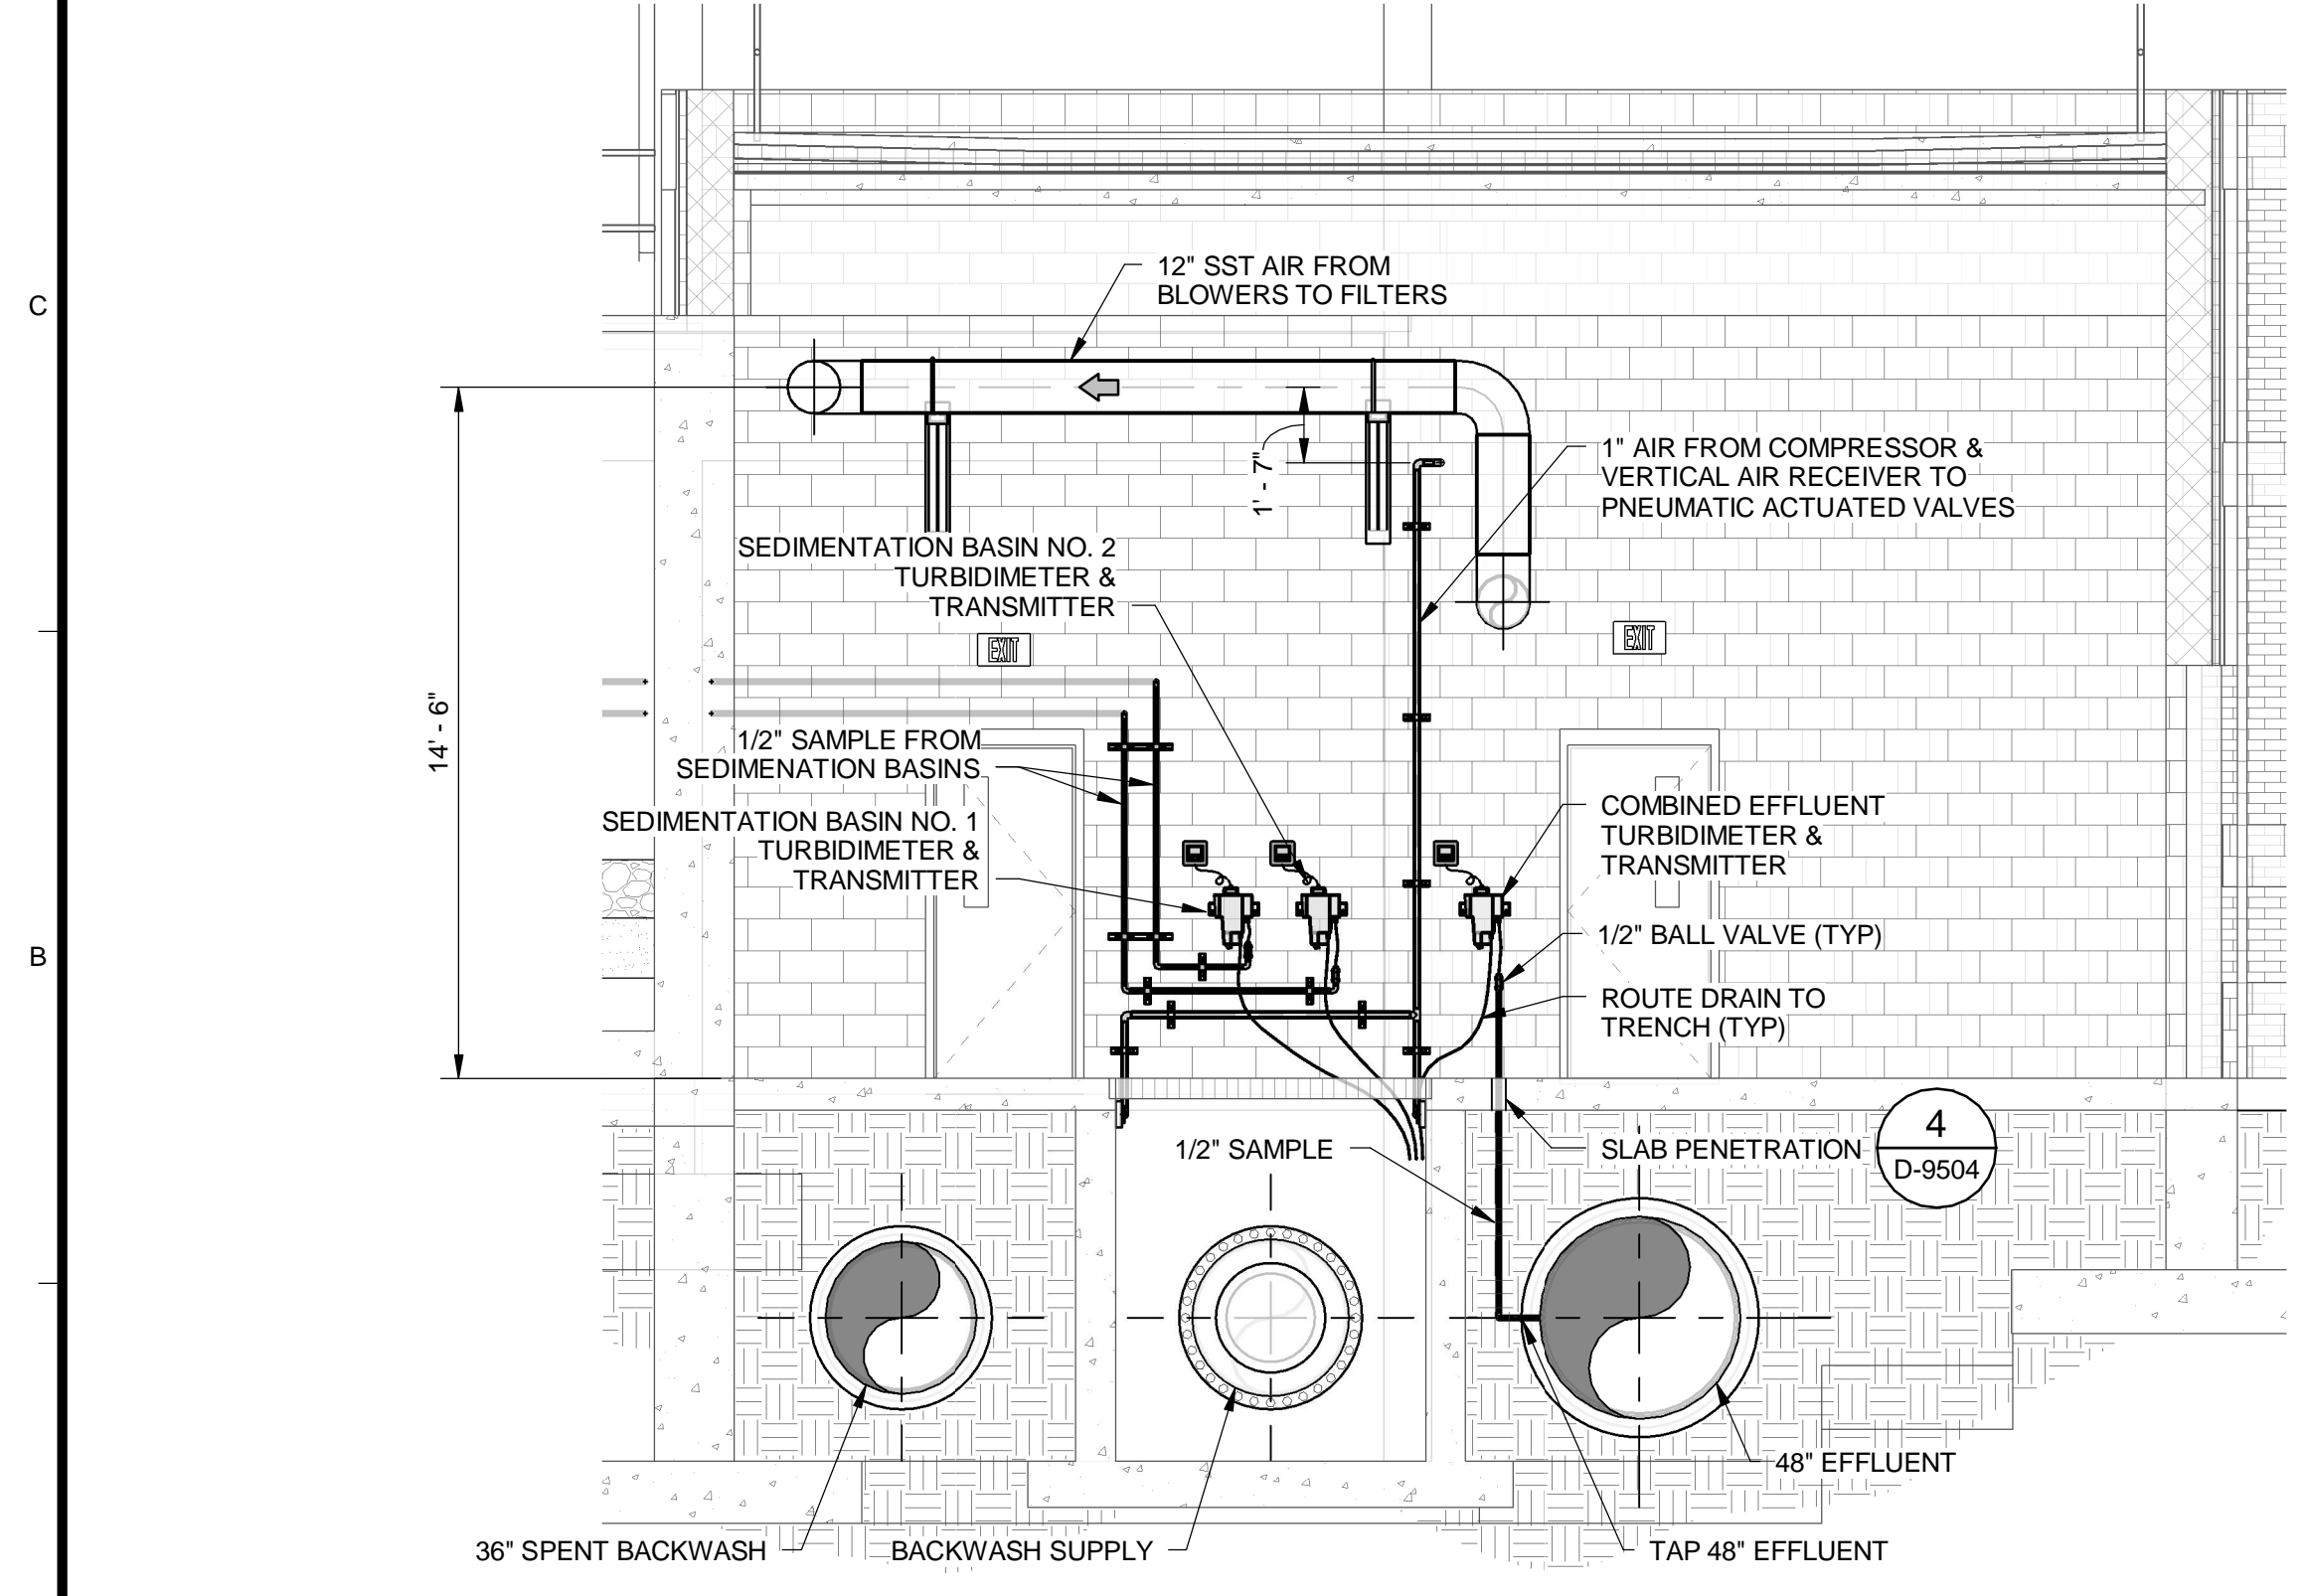 12" SST AIR FROM
BLOWERS TO FILTERS
C
1' - 7"
1" AIR FROM COMPRESSOR &
VERTICAL AIR RECEIVER TO
PNEUMATIC ACTUATED VALVES
SEDIMENTATION BASIN NO. 2
TURBIDIMETER &
TRANSMITTER
EXIT
EXIT
14' - 6"
1/2" SAMPLE FROM
SEDIMENATION BASINS
SEDIMENTATION BASIN NO. 1
TURBIDIMETER &
TRANSMITTER
COMBINED EFFLUENT
TURBIDIMETER &
TRANSMITTER
B
1/2" BALL VALVE (TYP)
ROUTE DRAIN TO
TRENCH (TYP)
1/2" SAMPLE
SLAB PENETRATION
4
D-9504
48" EFFLUENT
36" SPENT BACKWASH
BACKWASH SUPPLY
TAP 48" EFFLUENT